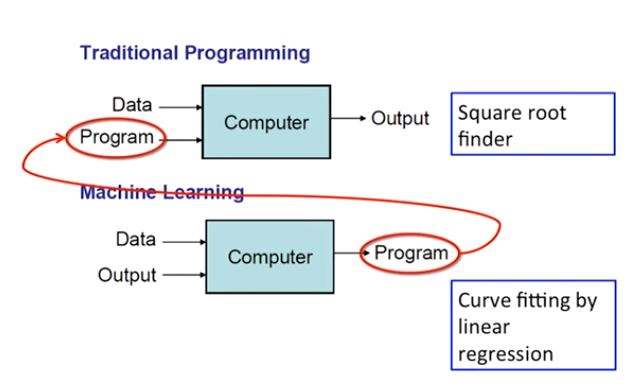 Traditional Programming
Data
Program
Computer
Output
Square root
finder
Machine Learning
Data
Output
Computer
Program
Curve fitting by
linear
regression